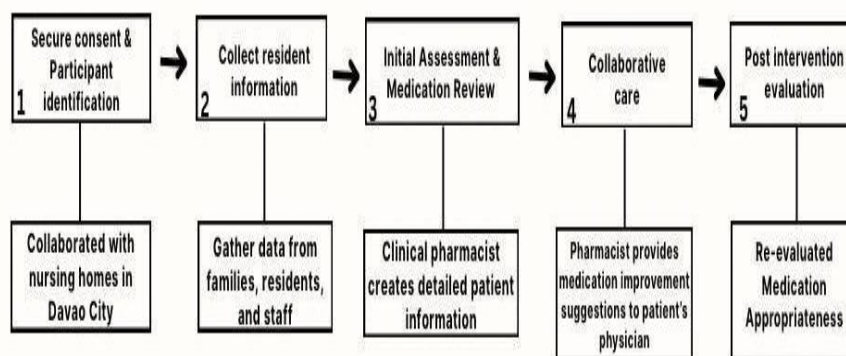 Secure consent &
Participant
identification
1
Collect resident
information
2
Initial Assessment &
Medication Review
3
Collaborative
care
4
Post intervention
evaluation
5
Collaborated with
nursing homes in
Davao City
Gather data from
families, residents,
and staff
Clinical pharmacist
creates detailed patient
information
Pharmacist provides
medication improvement
suggestions to patient's
physician
Re-evaluated
Medication
Appropriateness